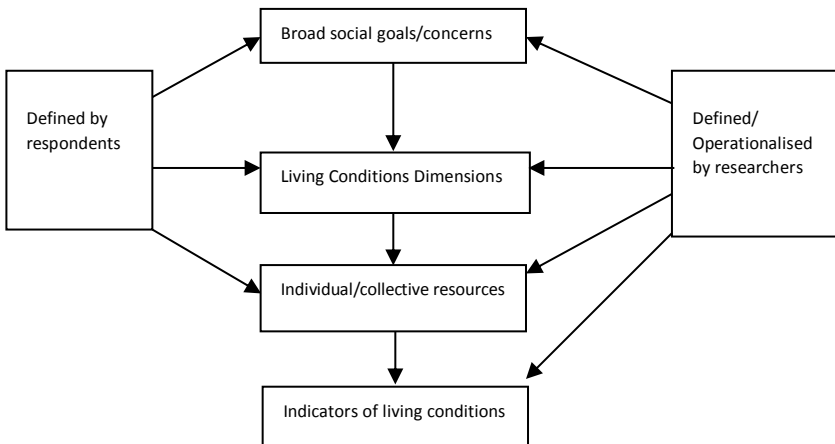 Broad social goals/concerns
Defined by
respondents
Defined/
Operationalised
by researchers
Living Conditions Dimensions
Individual/collective resources
Indicators of living conditions